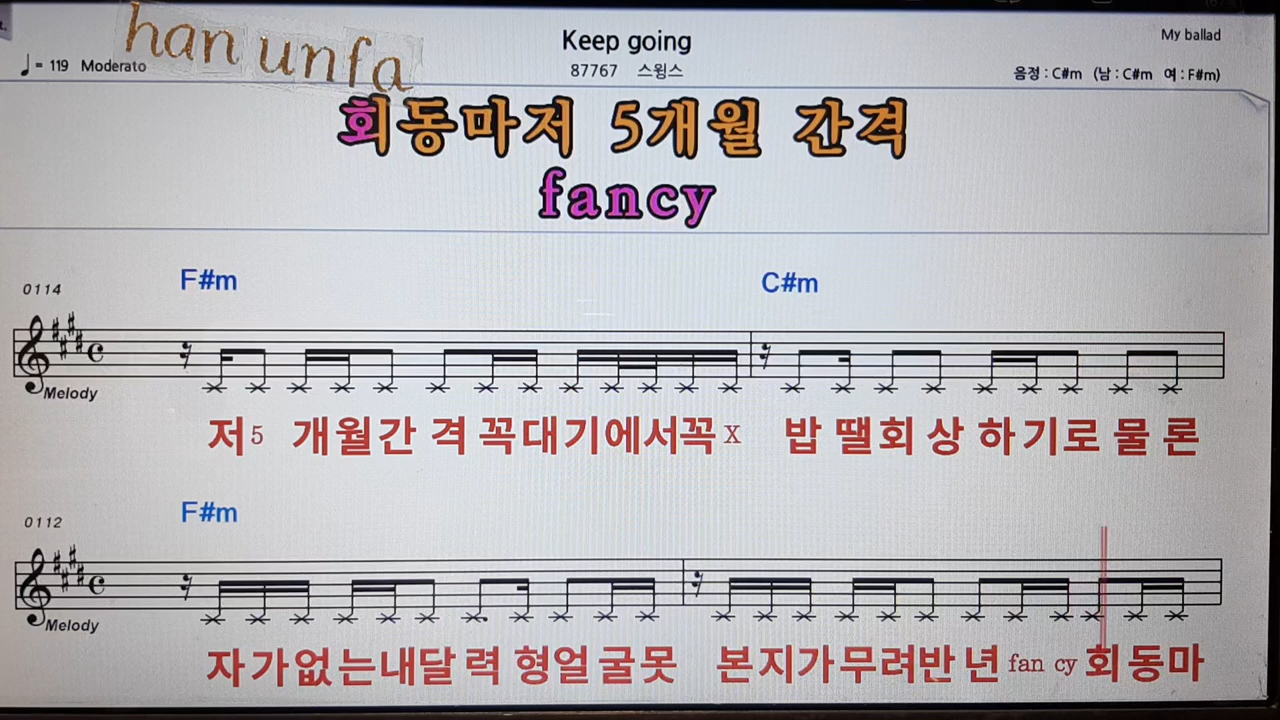 han unfa
Keep going
My ballad
♩= 119 Moderato
87767 스윙스
음정 : C#m (남 : C#m 여 : F#m)
회동마저 5개월 간격
fancy
F#m C#m
0114
Melody
저5 개월간 격 꼭대기에서꼭 X 밥 땔회 상 하기로 물 론
F#m
0112
Melody
자가없는내달 력 형얼 굴못 본지가무려반 년 fan cy 회 동마